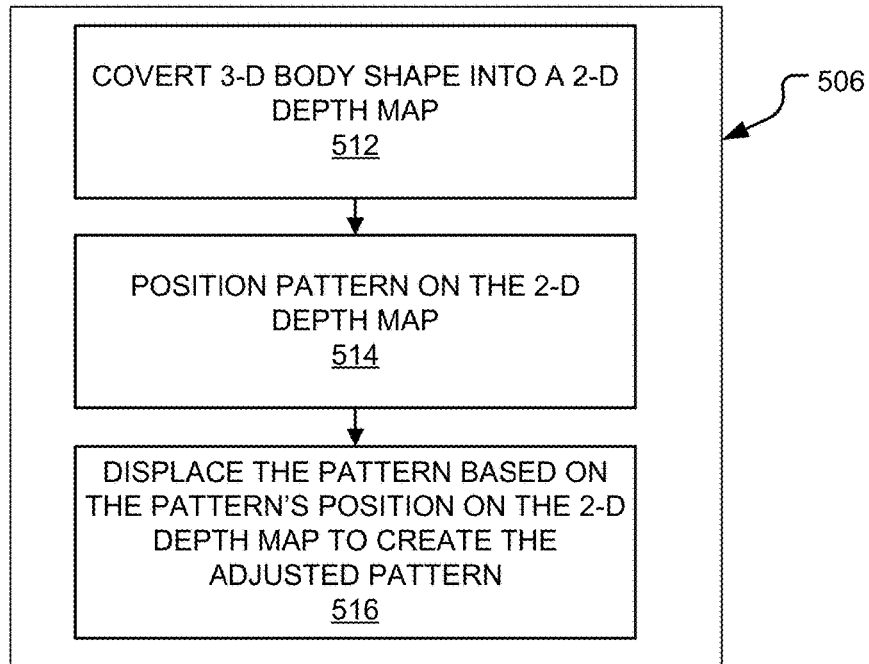 COVERT 3-D BODY SHAPE INTO A 2-D
DEPTH MAP
512
506
POSITION PATTERN ON THE 2-D
DEPTH MAP
514
DISPLACE THE PATTERN BASED ON
THE PATTERN'S POSITION ON THE 2-D
DEPTH MAP TO CREATE THE
ADJUSTED PATTERN
516